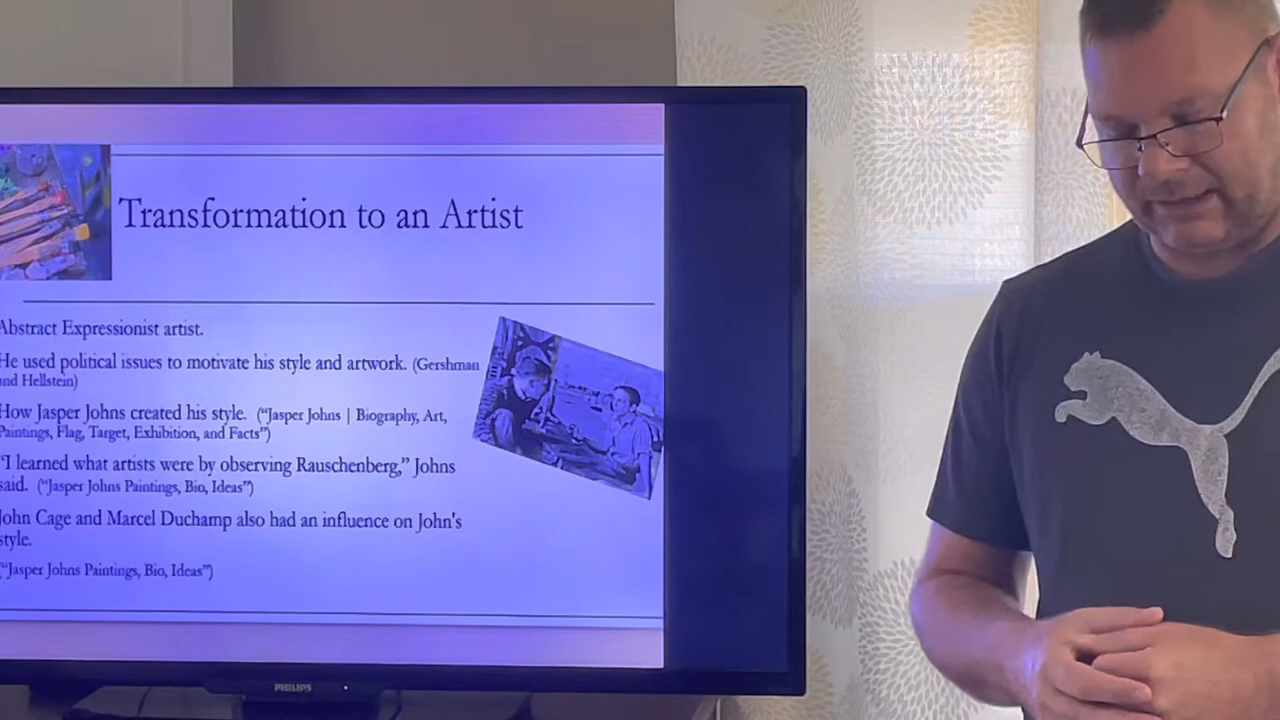 Transformation to an Artist
Abstract Expressionist artist.
He used political issues to motivate his style and artwork. (Gershman
and Hellstein)
How Jasper Johns created his style. (“Jasper Johns | Biography, Art,
Paintings, Flag, Target, Exhibition, and Facts”)
“I learned what artists were by observing Rauschenberg,” Johns
said. (“Jasper Johns Paintings, Bio, Ideas”)
John Cage and Marcel Duchamp also had an influence on John's
style.
(“Jasper Johns Paintings, Bio, Ideas”)
PHILIPS